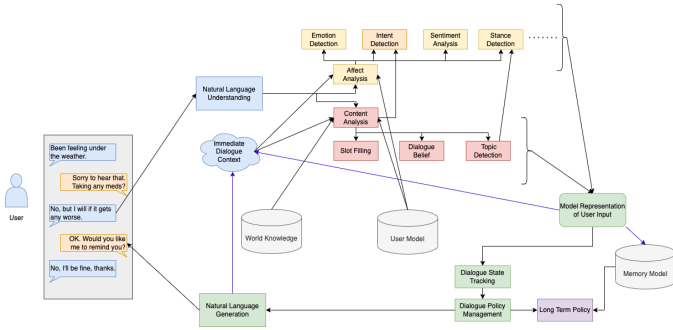 Emotion
Detection
Intent
Detection
Sentiment
Analysis
Stance
Detection
Affect
Analysis
Natural Language
Understanding
Content
Analysis
Immediate
Dialogue
Context
Slot Filling
Dialogue
Belief
Topic
Detection
Been feeling under
the weather.
Sorry to hear that.
Taking any meds?
No, but I will if it gets
any worse.
OK. Would you like
me to remind you?
No, I'll be fine, thanks.
User
World Knowledge
User Model
Model Representation
of User Input
Memory Model
Dialogue State
Tracking
Natural Language
Generation
Dialogue Policy
Management
Long Term Policy